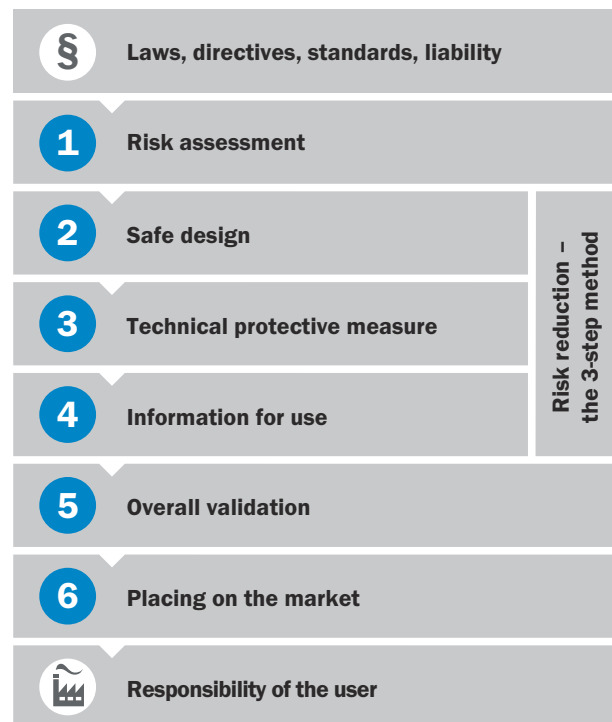 § Laws, directives, standards, liability
1 Risk assessment
2 Safe design
3 Technical protective measure
4 Information for use
Risk reduction –
the 3-step method
5 Overall validation
6 Placing on the market
Responsibility of the user